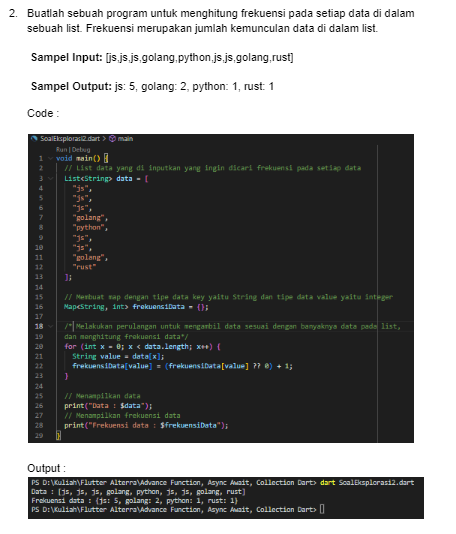 2. Buatlah sebuah program untuk menghitung frekuensi pada setiap data di dalam
sebuah list. Frekuensi merupakan jumlah kemunculan data di dalam list.
Sampel Input: [js,js,js,golang,python,js,js,golang,rust]
Sampel Output: js: 5, golang: 2, python: 1, rust: 1
Code :
SoalEksplorasi2.dart > main
Run | Debug
1 void main() {
2 // List data yang di inputkan yang ingin dicari frekuensi pada setiap data
3 List<String> data = [
4 "js",
5 "js",
6 "js",
7 "golang",
8 "python",
9 "js",
10 "js",
11 "golang",
12 "rust"
13 ];
14
15 // Membuat map dengan tipe data key yaitu String dan tipe data value yaitu integer
16 Map<String, int> frekuensiData = {};
17
18 /* Melakukan perulangan untuk mengambil data sesuai dengan banyaknya data pada list,
19 dan menghitung frekuensi data*/
20 for (int x = 0; x < data.length; x++) {
21 String value = data[x];
22 frekuensiData[value] = (frekuensiData[value] ?? 0) + 1;
23 }
24
25 // Menampilkan data
26 print("Data : $data");
27 // Menampilkan frekuensi data
28 print("Frekuensi data : $frekuensiData");
29 }
Output :
PS D:\Kuliah\Flutter Alterra\Advance Function, Async Await, Collection Dart> dart SoalEksplorasi2.dart
Data : [js, js, js, golang, python, js, js, golang, rust]
Frekuensi data : {js: 5, golang: 2, python: 1, rust: 1}
PS D:\Kuliah\Flutter Alterra\Advance Function, Async Await, Collection Dart>